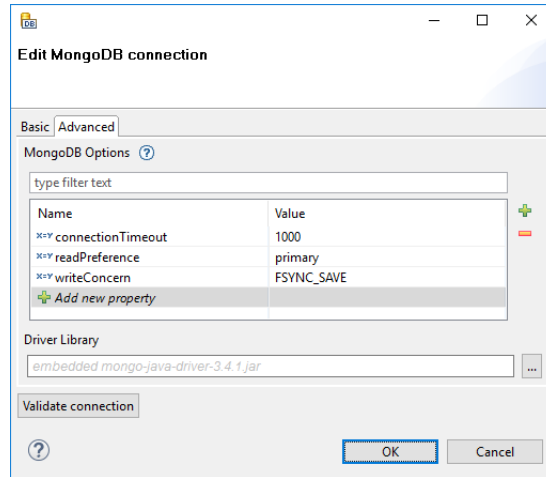 DB
Edit MongoDB connection
Basic Advanced
MongoDB Options ?
type filter text
Name Value
X=Y connectionTimeout 1000
X=Y readPreference primary
X=Y writeConcern FSYNC_SAVE
Add new property
Driver Library
embedded mongo-java-driver-3.4.1.jar ...
Validate connection
? OK Cancel